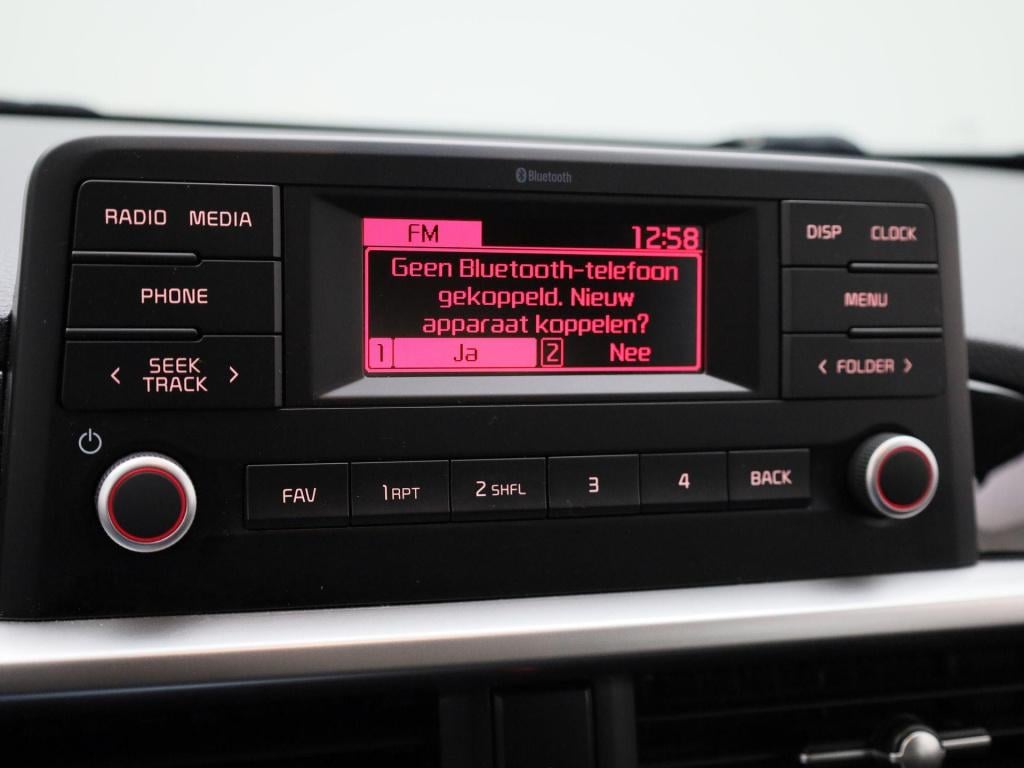 Bluetooth
RADIO MEDIA
FM 12:58
DISP CLOCK
Geen Bluetooth-telefoon
gekoppeld. Nieuw
apparaat koppelen?
1 Ja 2 Nee
PHONE
MENU
< SEEK >
TRACK
< FOLDER >
FAV 1 RPT 2 SHFL 3 4 BACK